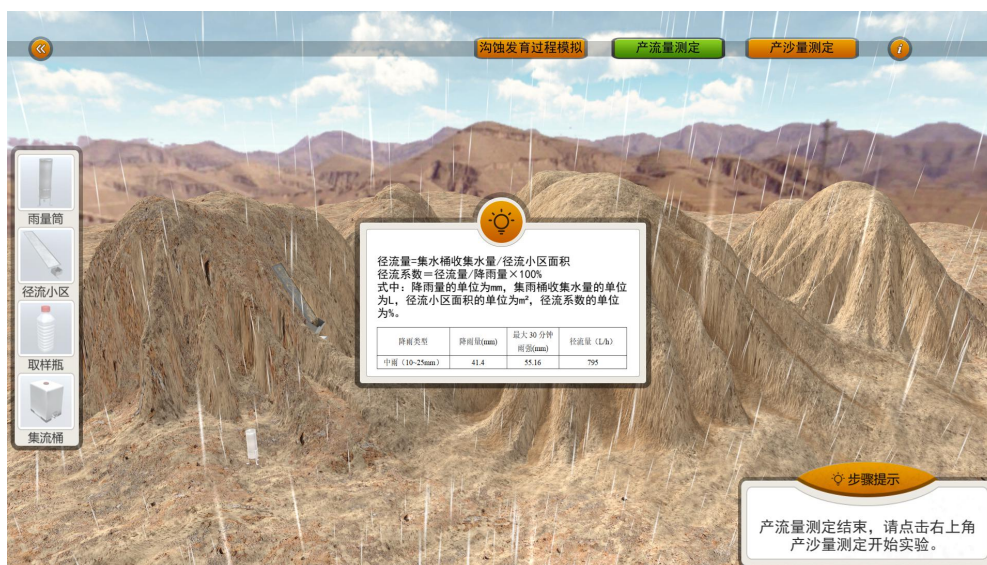 沟蚀发育过程模拟
产流量测定
产沙量测定
雨量筒
径流小区
取样瓶
集流桶
径流量=集水桶收集水量/径流小区面积
径流系数=径流量/降雨量×100%
式中：降雨量的单位为mm，集雨桶收集水量的单位
为L，径流小区面积的单位为m²，径流系数的单位
为%。
降雨类型 降雨量(mm) 最大30分钟 径流量（L/h）
雨强(mm)
中雨（10~25mm） 41.4 55.16 795
步骤提示
产流量测定结束，请点击右上角
产沙量测定开始实验。